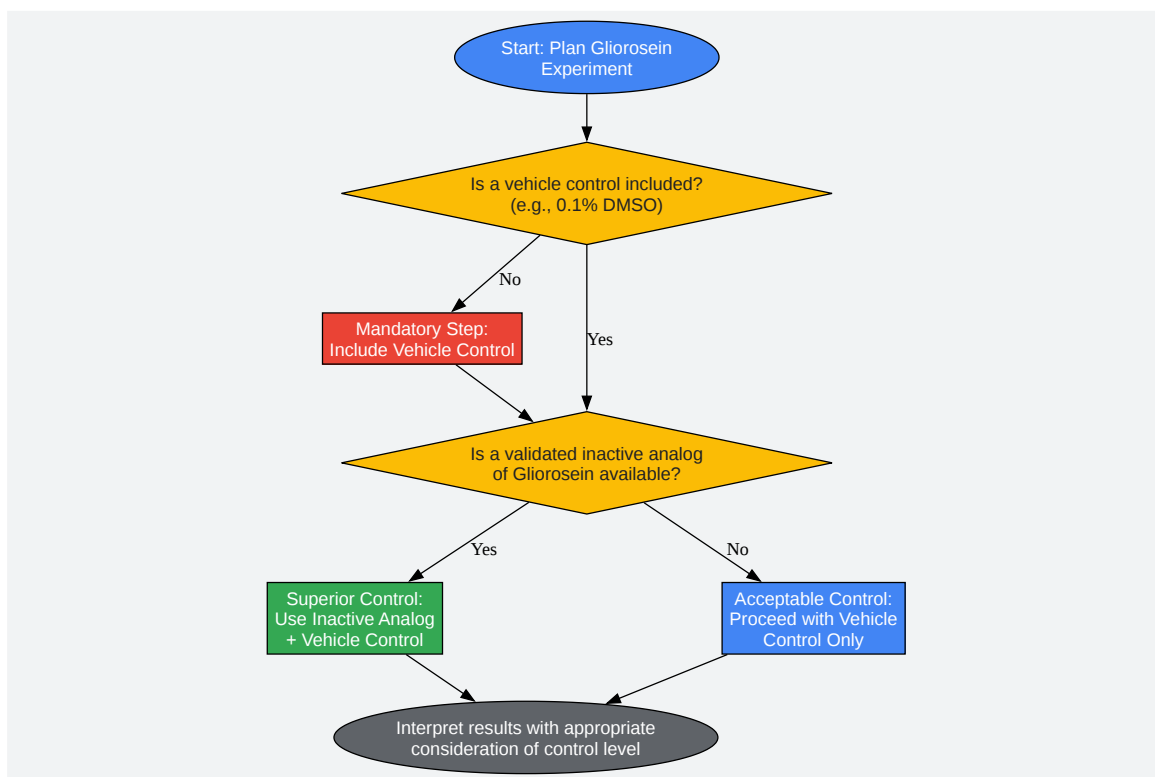 Start: Plan Gliorosein
Experiment
Is a vehicle control included?
(e.g., 0.1% DMSO)
No
Mandatory Step:
Include Vehicle Control
Yes
Is a validated inactive analog
of Gliorosein available?
Yes
No
Superior Control:
Use Inactive Analog
+ Vehicle Control
Acceptable Control:
Proceed with Vehicle
Control Only
Interpret results with appropriate
consideration of control level